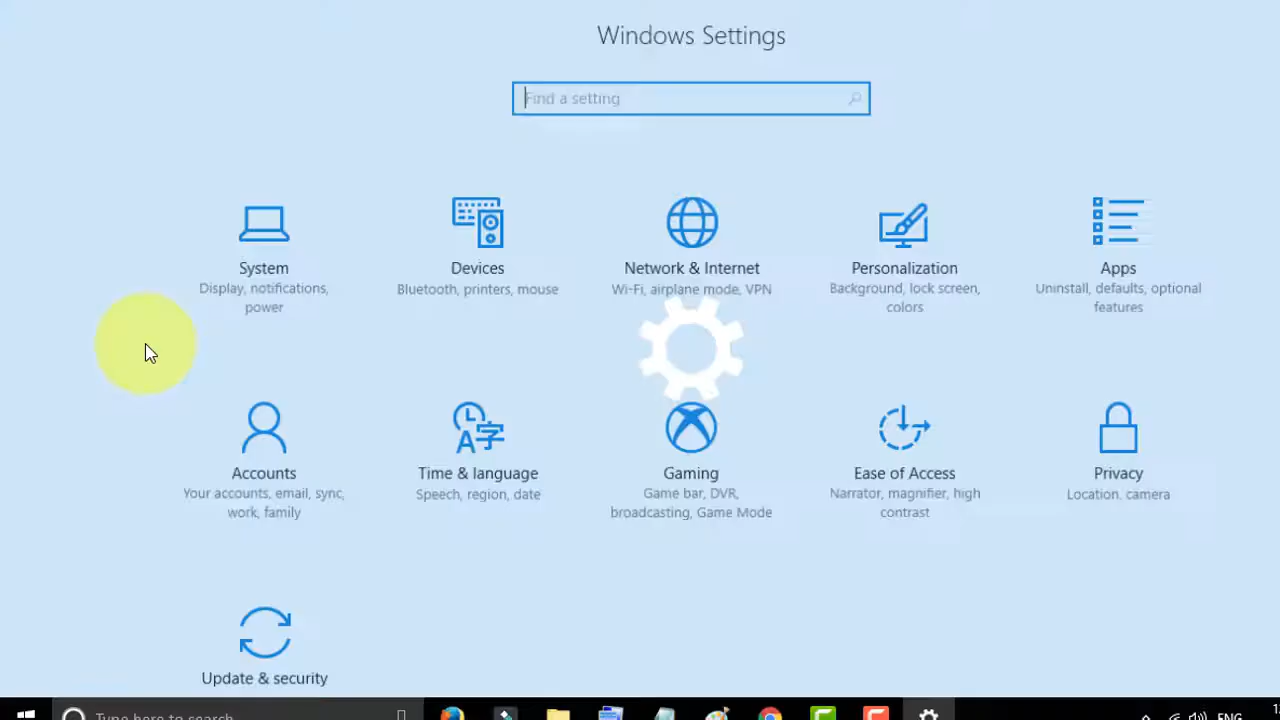 Windows Settings
Find a setting
System
Display, notifications,
power
Devices
Bluetooth, printers, mouse
Network & Internet
Wi-Fi, airplane mode, VPN
Personalization
Background, lock screen,
colors
Apps
Uninstall, defaults, optional
features
Accounts
Your accounts, email, sync,
work, family
A字
Time & language
Speech, region, date
Gaming
Game bar, DVR,
broadcasting, Game Mode
Ease of Access
Narrator, magnifier, high
contrast
Privacy
Location, camera
Update & security
Type here to search
ENG